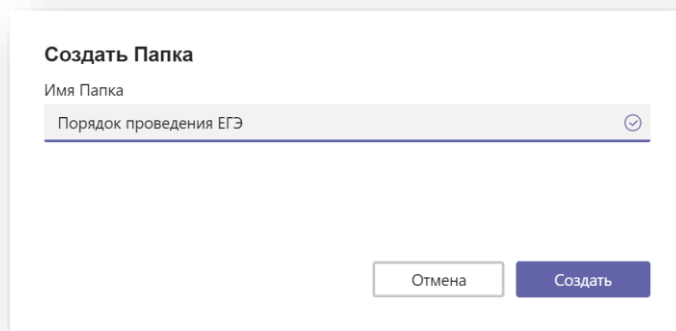 Создать Папка
Имя Папка
Порядок проведения ЕГЭ
Отмена
Создать